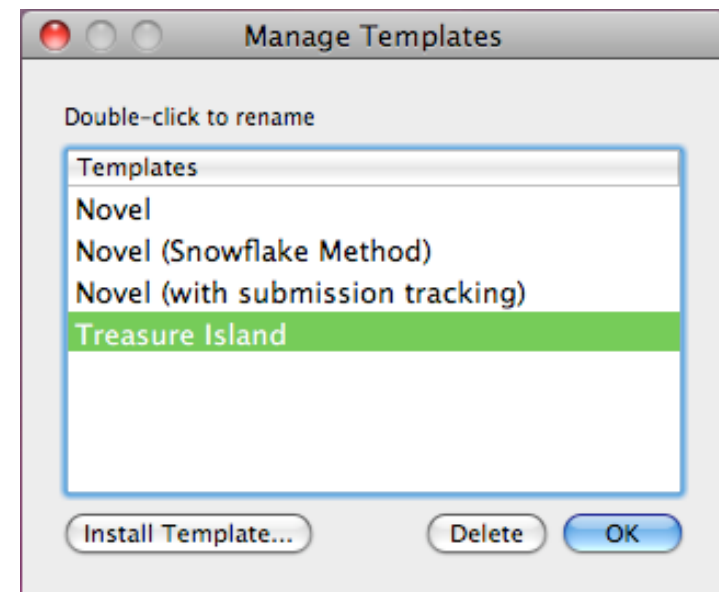 Manage Templates
Double-click to rename
Templates
Novel
Novel (Snowflake Method)
Novel (with submission tracking)
Treasure Island
Install Template... Delete OK